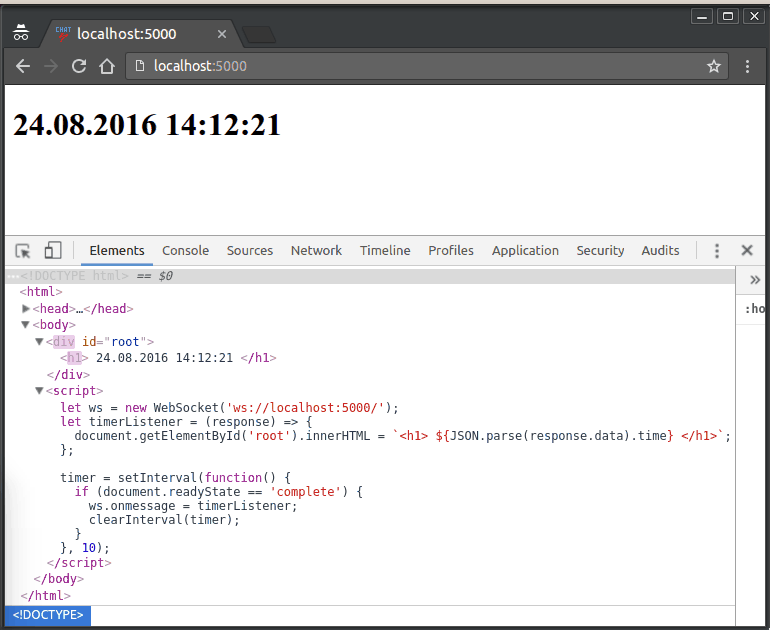 CHAT
localhost:5000
localhost:5000
24.08.2016 14:12:21
Elements Console Sources Network Timeline Profiles Application Security Audits
…<!DOCTYPE html> == $0
<html>
<head>…</head>
<body>
<div id="root">
<h1> 24.08.2016 14:12:21 </h1>
</div>
<script>
let ws = new WebSocket('ws://localhost:5000/');
let timerListener = (response) => {
document.getElementById('root').innerHTML = `<h1> ${JSON.parse(response.data).time} </h1>`;
};
timer = setInterval(function() {
if (document.readyState == 'complete') {
ws.onmessage = timerListener;
clearInterval(timer);
}
}, 10);
</script>
</body>
</html>
<!DOCTYPE>
»
:ho